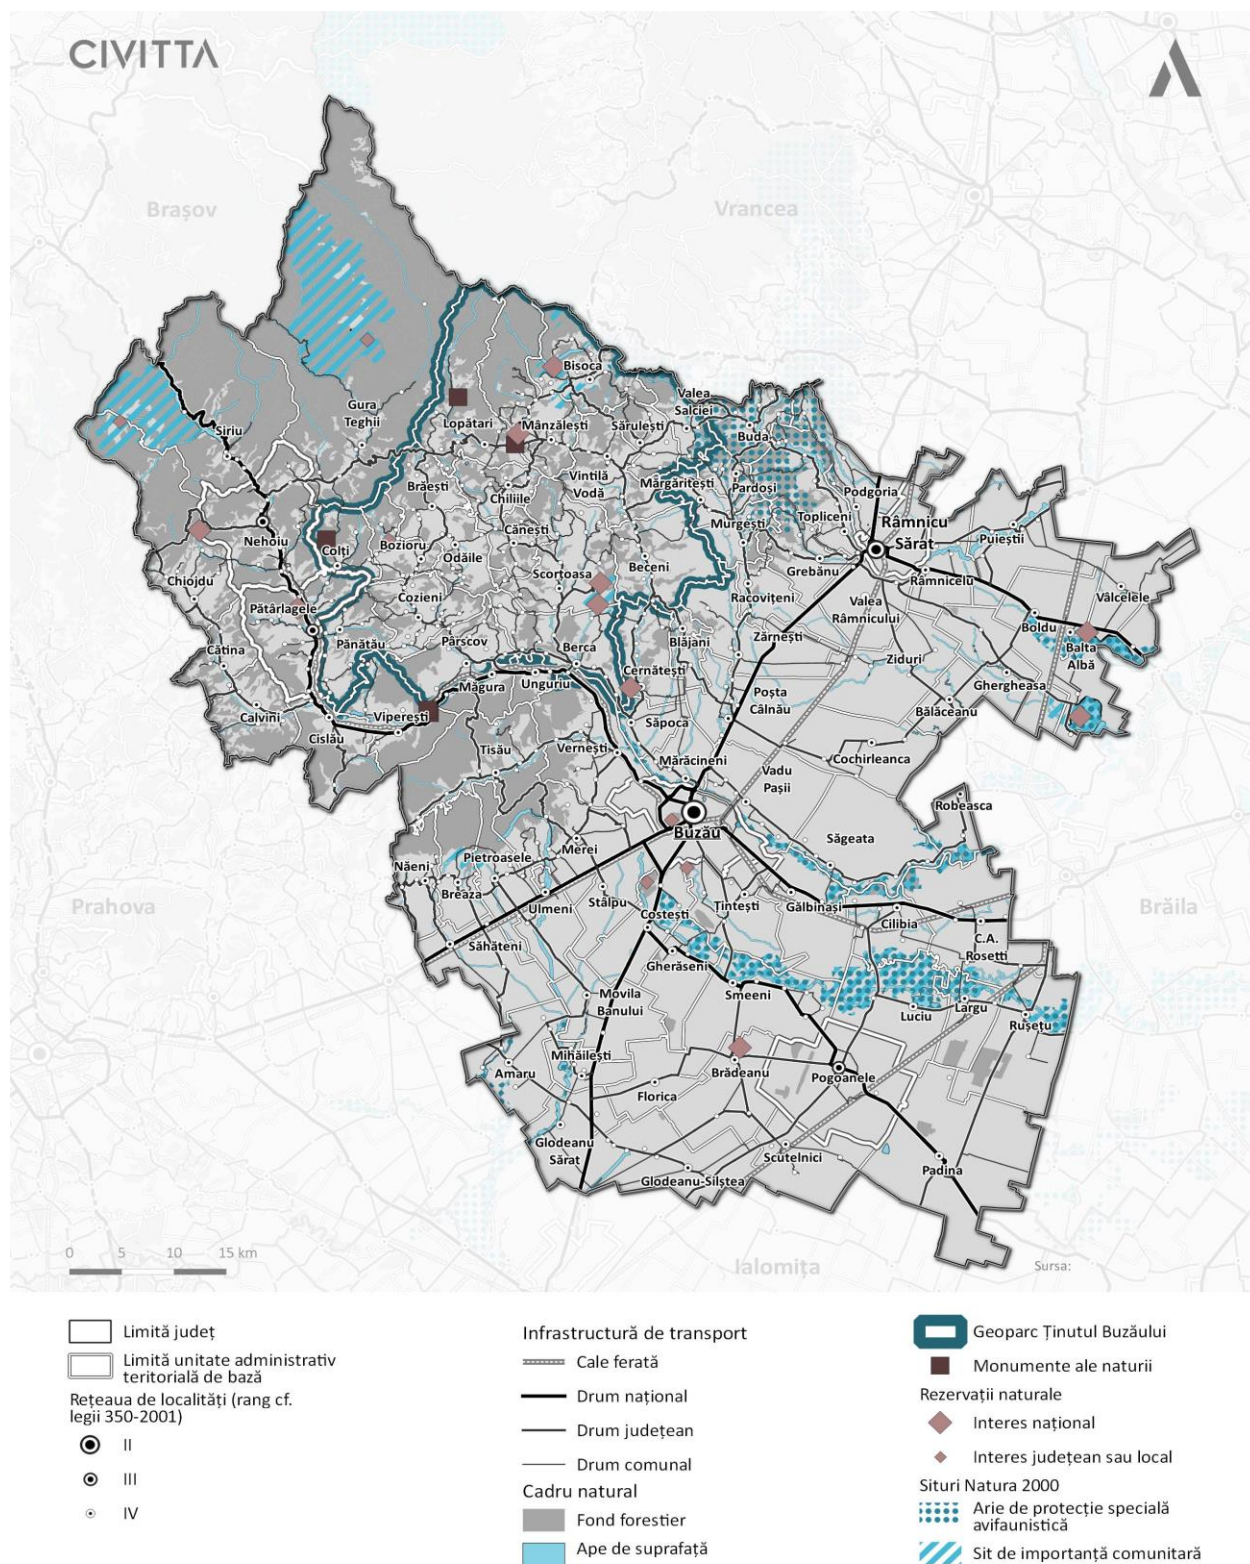 CIVITTA
Brașov
Vrancea
Bisoca
Valea
Salciei
Gura
Teghii
Lopătari
Mânzălești
Sărulești
Buda
Siriu
Vintilă
Vodă
Brăești
Chiliile
Mărgăritești
Pardoși
Podgoria
Murgești
Topliceni
Râmnicu
Sărat
Puieștii
Nehoiu
Colți
Bozioru
Cănești
Odăile
Scorțoasa
Beceni
Grebănu
Râmnicelu
Chiojdu
Pătârlagele
Cozieni
Racovițeni
Valea
Râmnicului
Vâlcelele
Boldu
Balta
Albă
Cătina
Pănătău
Pârscov
Berca
Blăjani
Zărnești
Ziduri
Ghergheasa
Cernătești
Măgura
Unguriu
Poșta
Câlnău
Bălăceanu
Calvini
Viperești
Săpoca
Cislău
Tisău
Vernești
Mărăcineni
Vadu
Pașii
Cochirleanca
Robeasca
Buzău
Săgeata
Merei
Pietroasele
Năeni
Breaza
Ulmeni
Stâlpu
Costești
Țintești
Gălbinași
Cilibia
Prahova
Brăila
C.A.
Rosetti
Săhăteni
Gherăseni
Movila
Banului
Smeeni
Luciu
Largu
Rușețu
Mihăilești
Amaru
Brădeanu
Pogoanele
Florica
Glodeanu
Sărat
Scutelnici
Padina
Glodeanu-Silștea
0 5 10 15 km
Ialomița
Sursa:
Limită județ
Limită unitate administrativ
teritorială de bază
Rețeaua de localități (rang cf.
legii 350-2001)
II
III
IV
Infrastructură de transport
Cale ferată
Drum național
Drum județean
Drum comunal
Cadru natural
Fond forestier
Ape de suprafață
Geoparc Ținutul Buzăului
Monumente ale naturii
Rezervații naturale
Interes național
Interes județean sau local
Situri Natura 2000
Arie de protecție specială
avifaunistică
Sit de importanță comunitară